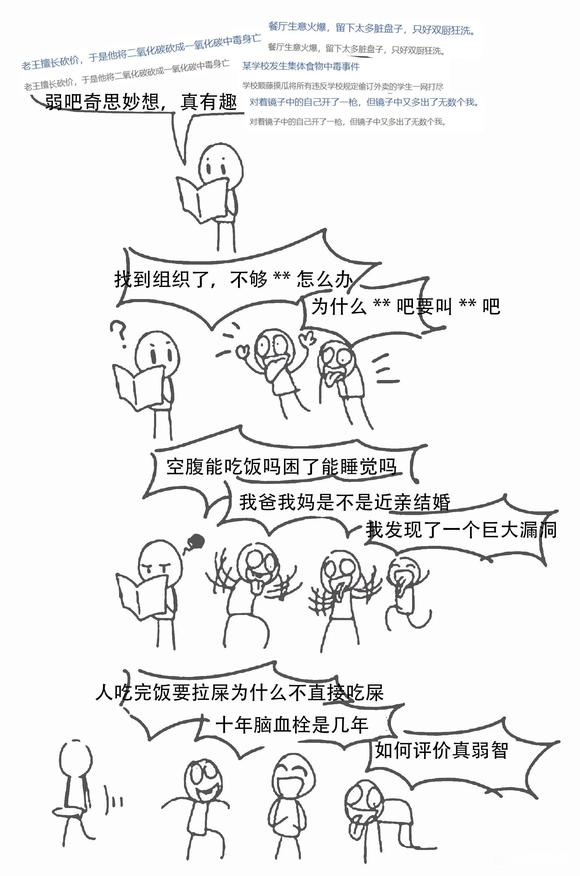 老王擅长砍价，于是他将二氧化碳砍成一氧化碳中毒身亡
老王擅长砍价，于是他将二氧化碳砍成一氧化碳中毒身亡
餐厅生意火爆，留下太多脏盘子，只好双厨狂洗。
餐厅生意火爆，留下太多脏盘子，只好双厨狂洗。
某学校发生集体食物中毒事件
学校顺藤摸瓜将所有违反学校规定偷订外卖的学生一网打尽
对着镜子中的自己开了一枪，但镜子中又多出了无数个我。
对着镜子中的自己开了一枪，但镜子中又多出了无数个我。
弱吧奇思妙想，真有趣
找到组织了，不够 ** 怎么办
为什么 ** 吧要叫 ** 吧
?
空腹能吃饭吗困了能睡觉吗
我爸我妈是不是近亲结婚
我发现了一个巨大漏洞
人吃完饭要拉屎为什么不直接吃屎
十年脑血栓是几年
如何评价真弱智